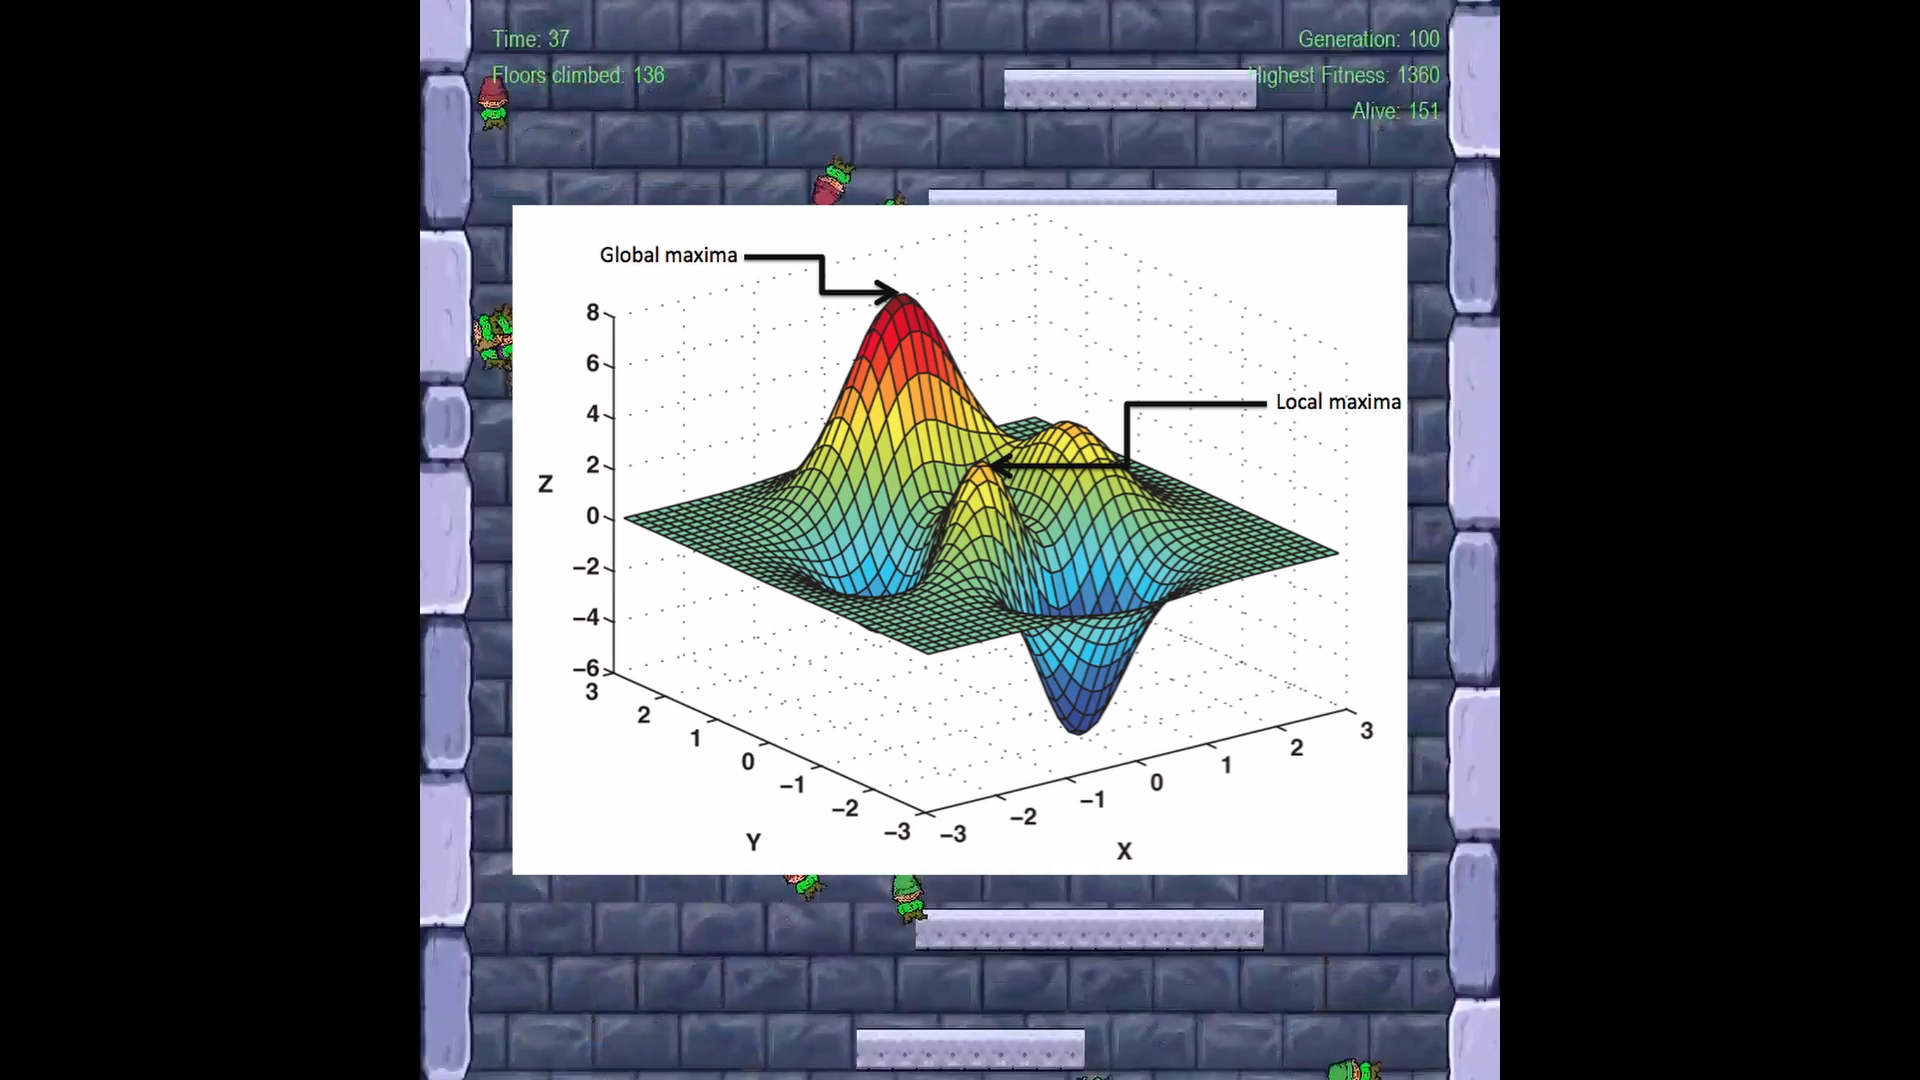 Time: 37
Generation: 100
Floors climbed: 136
Highest Fitness: 1360
Alive: 151
Global maxima
Local maxima
8
6
4
2
0
−2
−4
−6
Z
3
2
1
0
−1
−2
−3
Y
−3
−2
−1
0
1
2
3
X